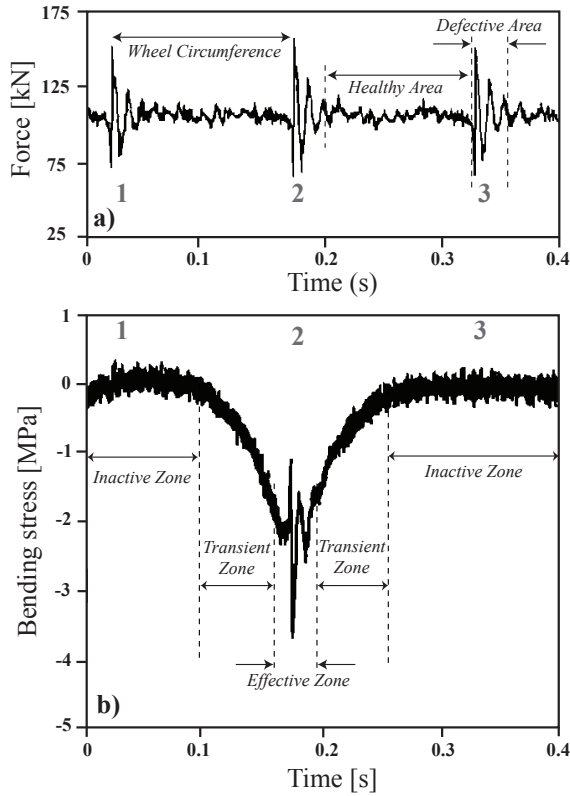 Defective Area
Wheel Circumference
Healthy Area
Force [kN]
175
125
75
25
1
2
3
a)
0
0.1
0.2
0.3
0.4
Time (s)
1
2
3
Bending stress [MPa]
1
0
-1
-2
-3
-4
-5
Inactive Zone
Inactive Zone
Transient
Zone
Transient
Zone
Effective Zone
b)
0
0.1
0.2
0.3
0.4
Time [s]